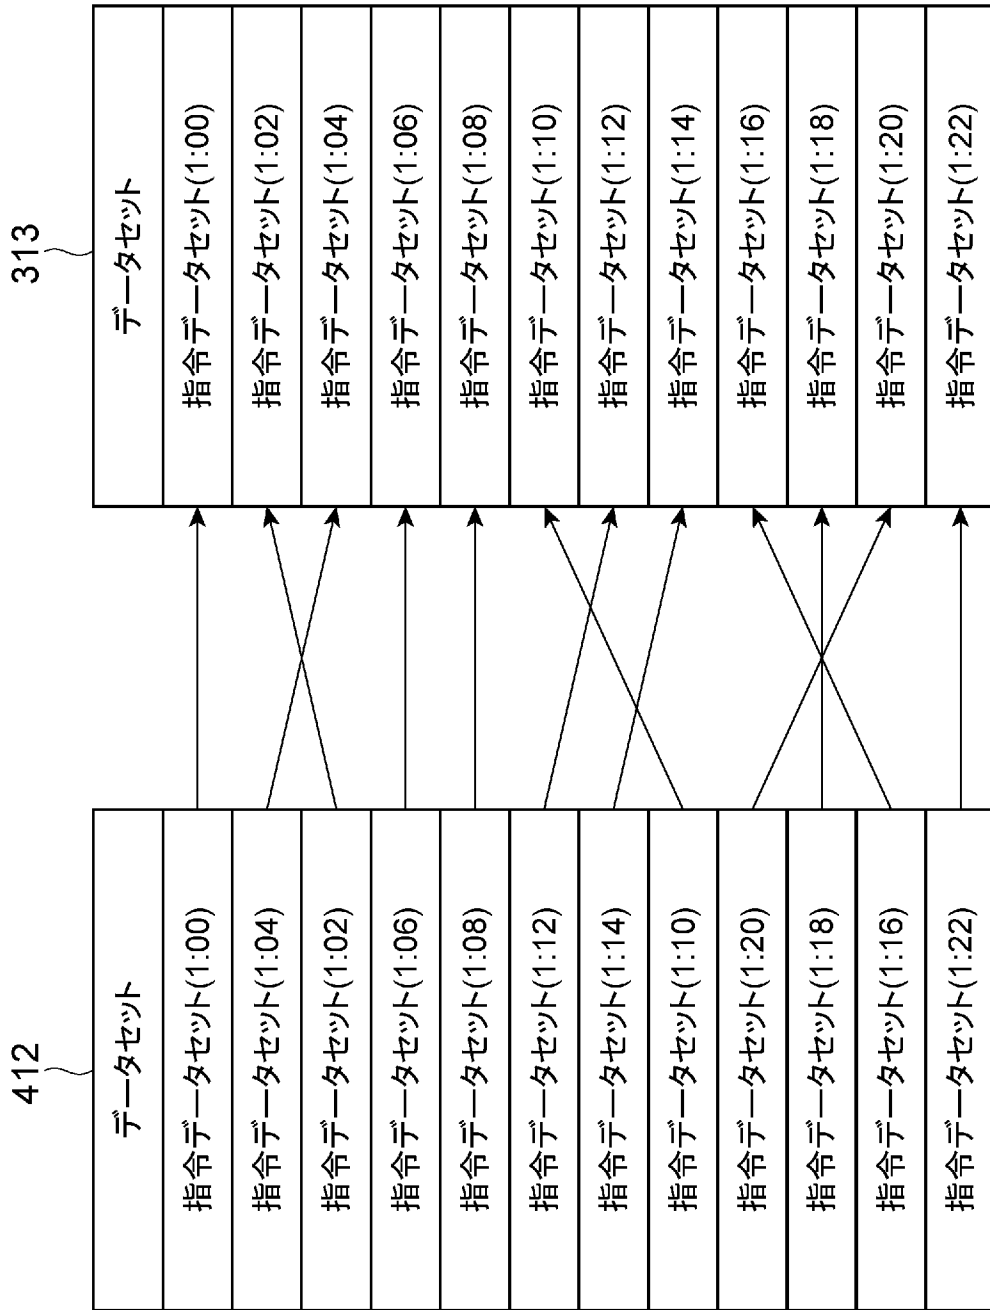 412
データセット
指令データセット(1:00)
指令データセット(1:04)
指令データセット(1:02)
指令データセット(1:06)
指令データセット(1:08)
指令データセット(1:12)
指令データセット(1:14)
指令データセット(1:10)
指令データセット(1:20)
指令データセット(1:18)
指令データセット(1:16)
指令データセット(1:22)
313
データセット
指令データセット(1:00)
指令データセット(1:02)
指令データセット(1:04)
指令データセット(1:06)
指令データセット(1:08)
指令データセット(1:10)
指令データセット(1:12)
指令データセット(1:14)
指令データセット(1:16)
指令データセット(1:18)
指令データセット(1:20)
指令データセット(1:22)